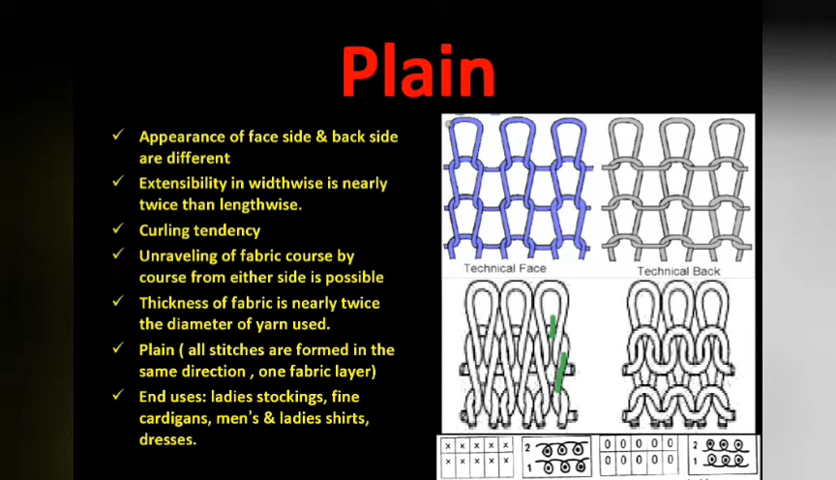 Plain
Appearance of face side & back side
are different
Extensibility in widthwise is nearly
twice than lengthwise.
Curling tendency
Unraveling of fabric course by
course from either side is possible
Thickness of fabric is nearly twice
the diameter of yarn used.
Plain ( all stitches are formed in the
same direction , one fabric layer)
End uses: ladies stockings, fine
cardigans, men's & ladies shirts,
dresses.
Technical Face
Technical Back
x x x x x
x x x x x
2
1
0 0 0 0 0
0 0 0 0 0
2
1